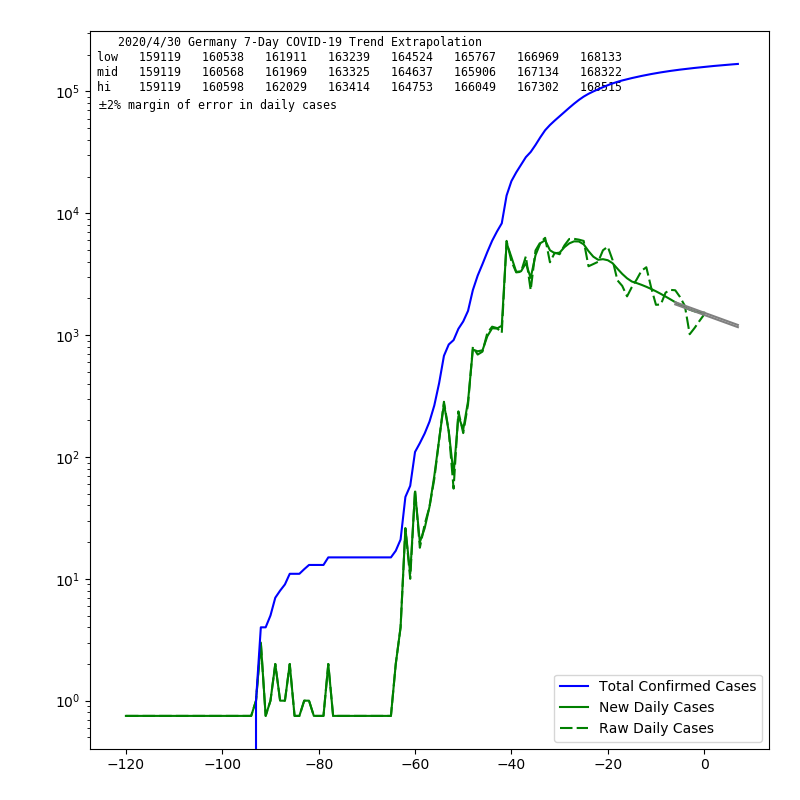 2020/4/30 Germany 7-Day COVID-19 Trend Extrapolation
low 159119 160538 161911 163239 164524 165767 166969 168133
mid 159119 160568 161969 163325 164637 165906 167134 168322
hi 159119 160598 162029 163414 164753 166049 167302 168515
±2% margin of error in daily cases
10⁵
10⁴
10³
10²
10¹
10⁰
Total Confirmed Cases
New Daily Cases
Raw Daily Cases
−120 −100 −80 −60 −40 −20 0